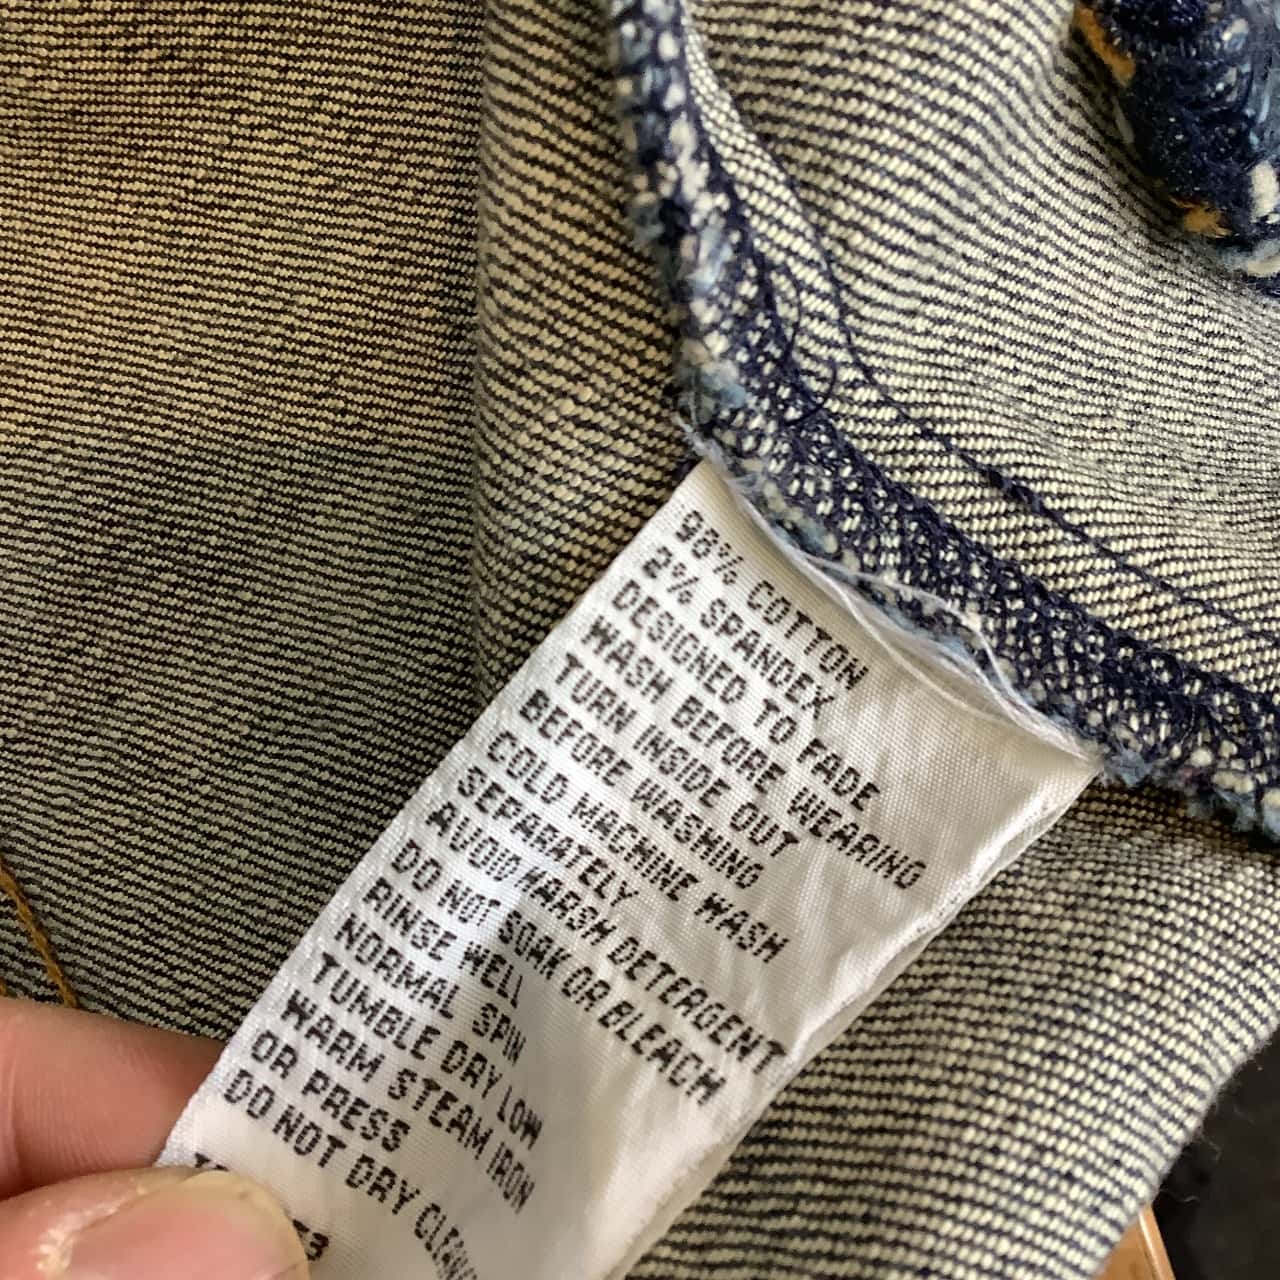 98% COTTON
2% SPANDEX
DESIGNED TO FADE
WASH BEFORE WEARING
TURN INSIDE OUT
BEFORE WASHING
COLD MACHINE WASH
SEPARATELY
AVOID HARSH DETERGENT
DO NOT SOAK OR BLEACH
RINSE WELL
NORMAL SPIN
TUMBLE DRY LOW
WARM STEAM IRON
OR PRESS
DO NOT DRY CLEAN